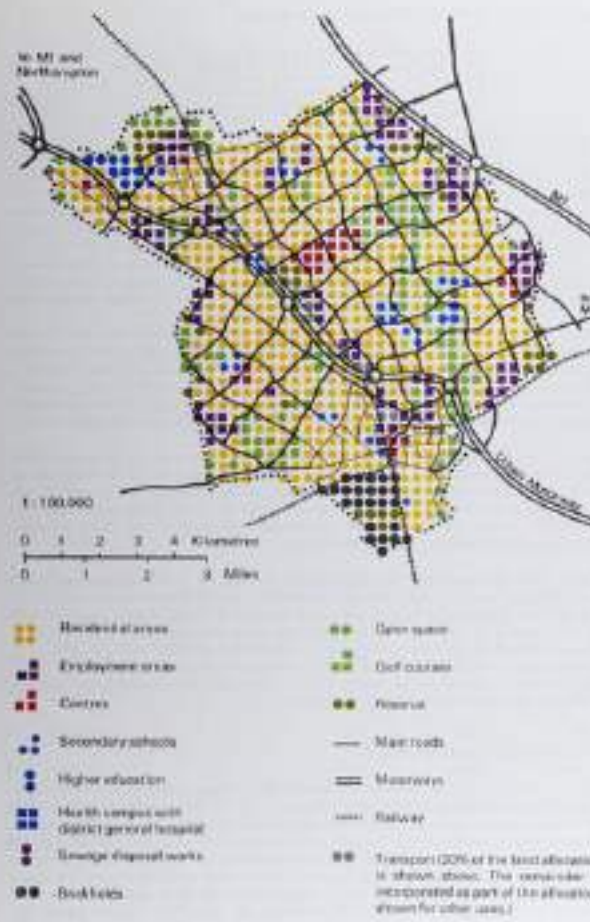 to M1 and
Northampton
M1
Urban Motorway
1:100,000
0 1 2 3 4 Kilometres
0 1 2 3 Miles
Residential areas
Employment areas
Centres
Secondary schools
Higher education
Health campus with
district general hospital
Sewage disposal works
Brickfields
Open space
Golf courses
Reserve
Main roads
Motorways
Railway
Transport (20% of the land allocation
is shown above. The remainder
incorporated as part of the allocation
shown for other uses.)